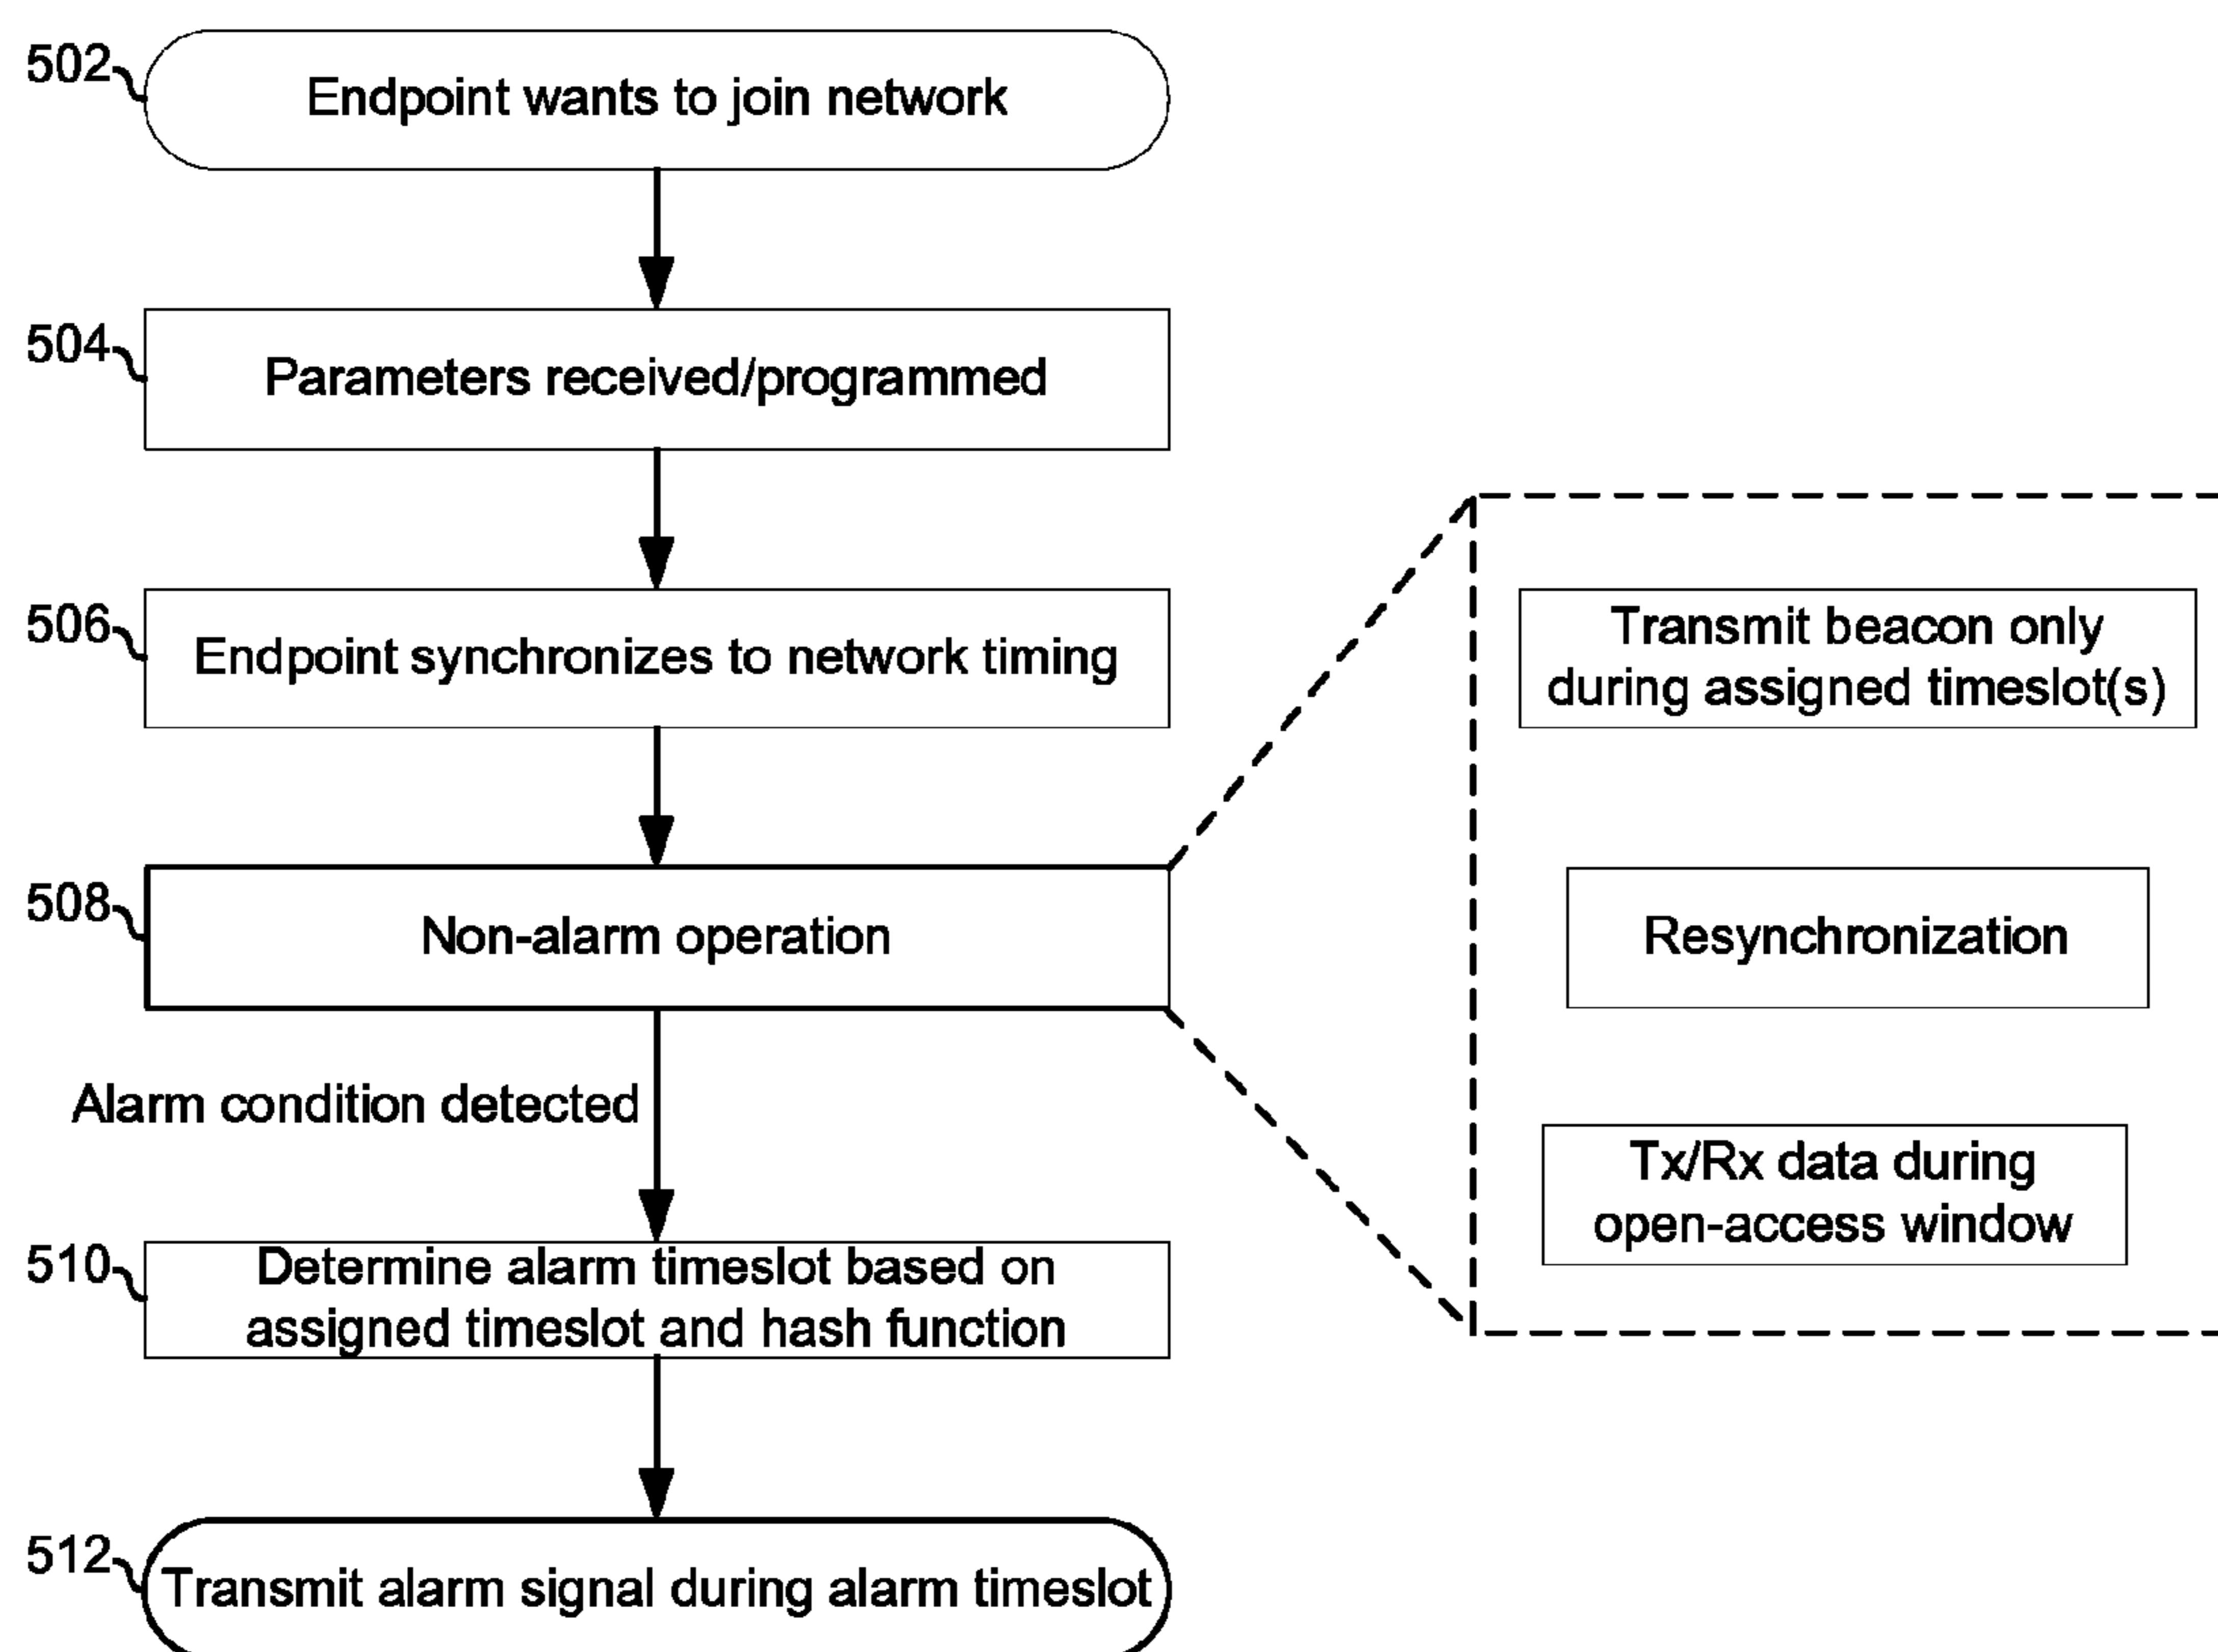 502
Endpoint wants to join network
504
Parameters received/programmed
506
Endpoint synchronizes to network timing
508
Non-alarm operation
Alarm condition detected
510
Determine alarm timeslot based on
assigned timeslot and hash function
512
Transmit alarm signal during alarm timeslot
Transmit beacon only
during assigned timeslot(s)
Resynchronization
Tx/Rx data during
open-access window